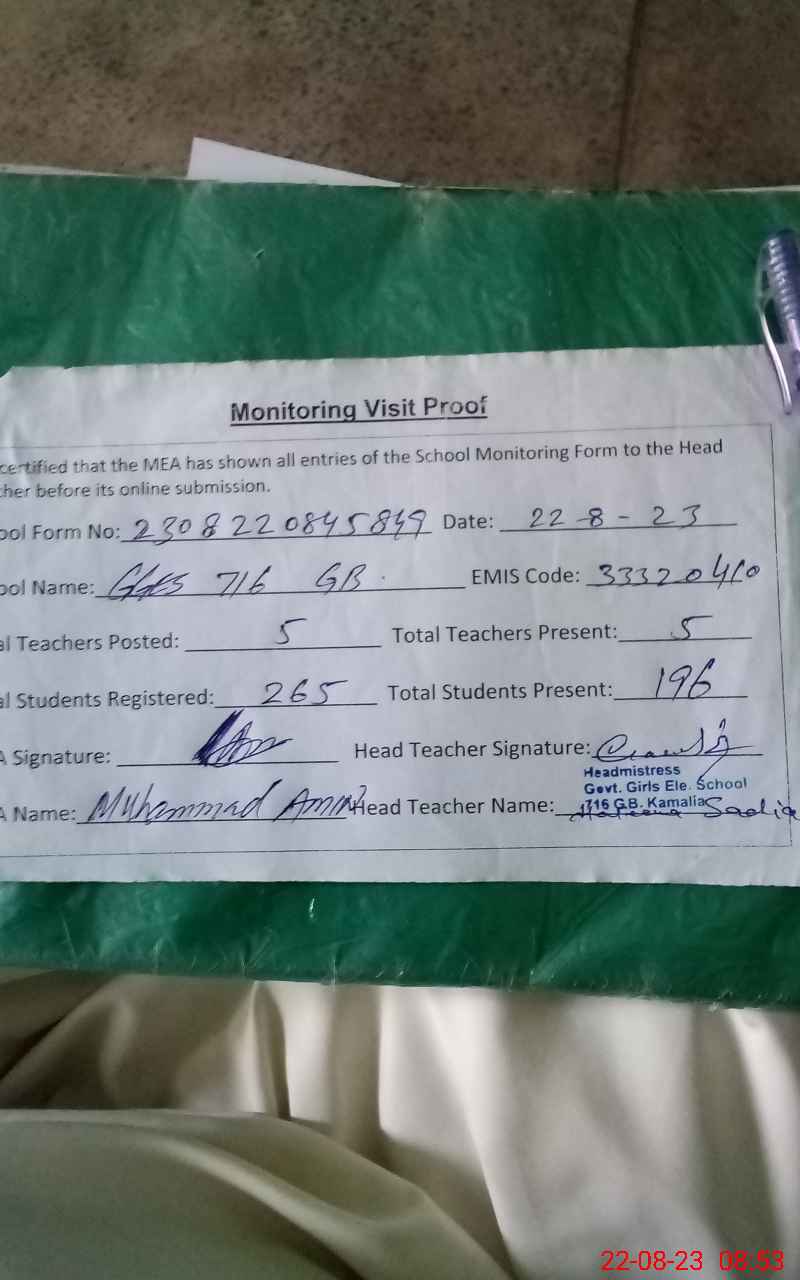 Monitoring Visit Proof
certified that the MEA has shown all entries of the School Monitoring Form to the Head
her before its online submission.
ool Form No: 2308220845849 Date: 22-8-23
ool Name: GGES 716 GB. EMIS Code: 33320410
al Teachers Posted: 5 Total Teachers Present: 5
al Students Registered: 265 Total Students Present: 196
A Signature: Head Teacher Signature:
Headmistress
Govt. Girls Ele. School
716 G.B. Kamalia
A Name: Muhammad Amin Head Teacher Name: Sadia
22-08-23 08:53